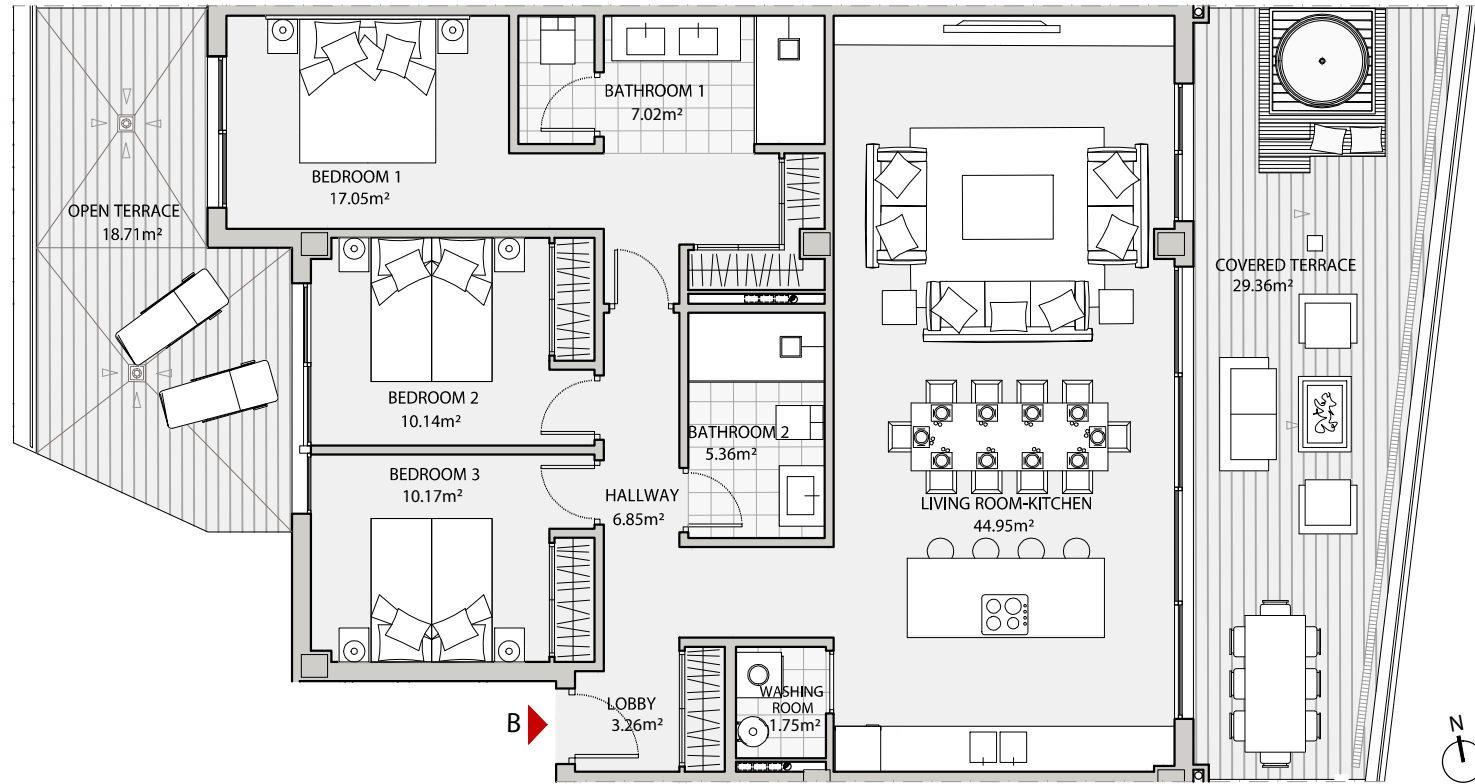 BATHROOM 1
7.02m²
BEDROOM 1
17.05m²
OPEN TERRACE
18.71m²
COVERED TERRACE
29.36m²
BEDROOM 2
10.14m²
BATHROOM 2
5.36m²
BEDROOM 3
10.17m²
HALLWAY
6.85m²
LIVING ROOM-KITCHEN
44.95m²
LOBBY
3.26m²
WASHING
ROOM
1.75m²
B
N